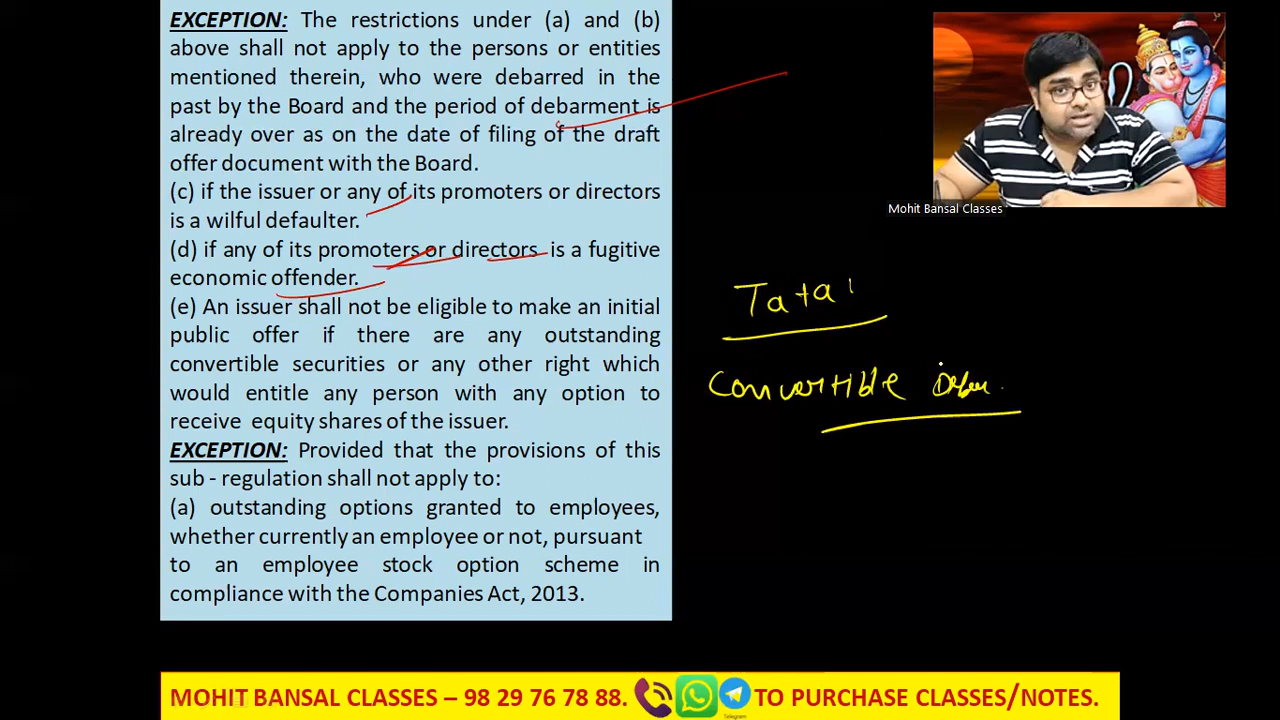 EXCEPTION: The restrictions under (a) and (b)
above shall not apply to the persons or entities
mentioned therein, who were debarred in the
past by the Board and the period of debarment is
already over as on the date of filing of the draft
offer document with the Board.
(c) if the issuer or any of its promoters or directors
is a wilful defaulter.
(d) if any of its promoters or directors is a fugitive
economic offender.
(e) An issuer shall not be eligible to make an initial
public offer if there are any outstanding
convertible securities or any other right which
would entitle any person with any option to
receive equity shares of the issuer.
EXCEPTION: Provided that the provisions of this
sub - regulation shall not apply to:
(a) outstanding options granted to employees,
whether currently an employee or not, pursuant
to an employee stock option scheme in
compliance with the Companies Act, 2013.
Mohit Bansal Classes
Tata
Convertible
MOHIT BANSAL CLASSES – 98 29 76 78 88. TO PURCHASE CLASSES/NOTES.
Telegram